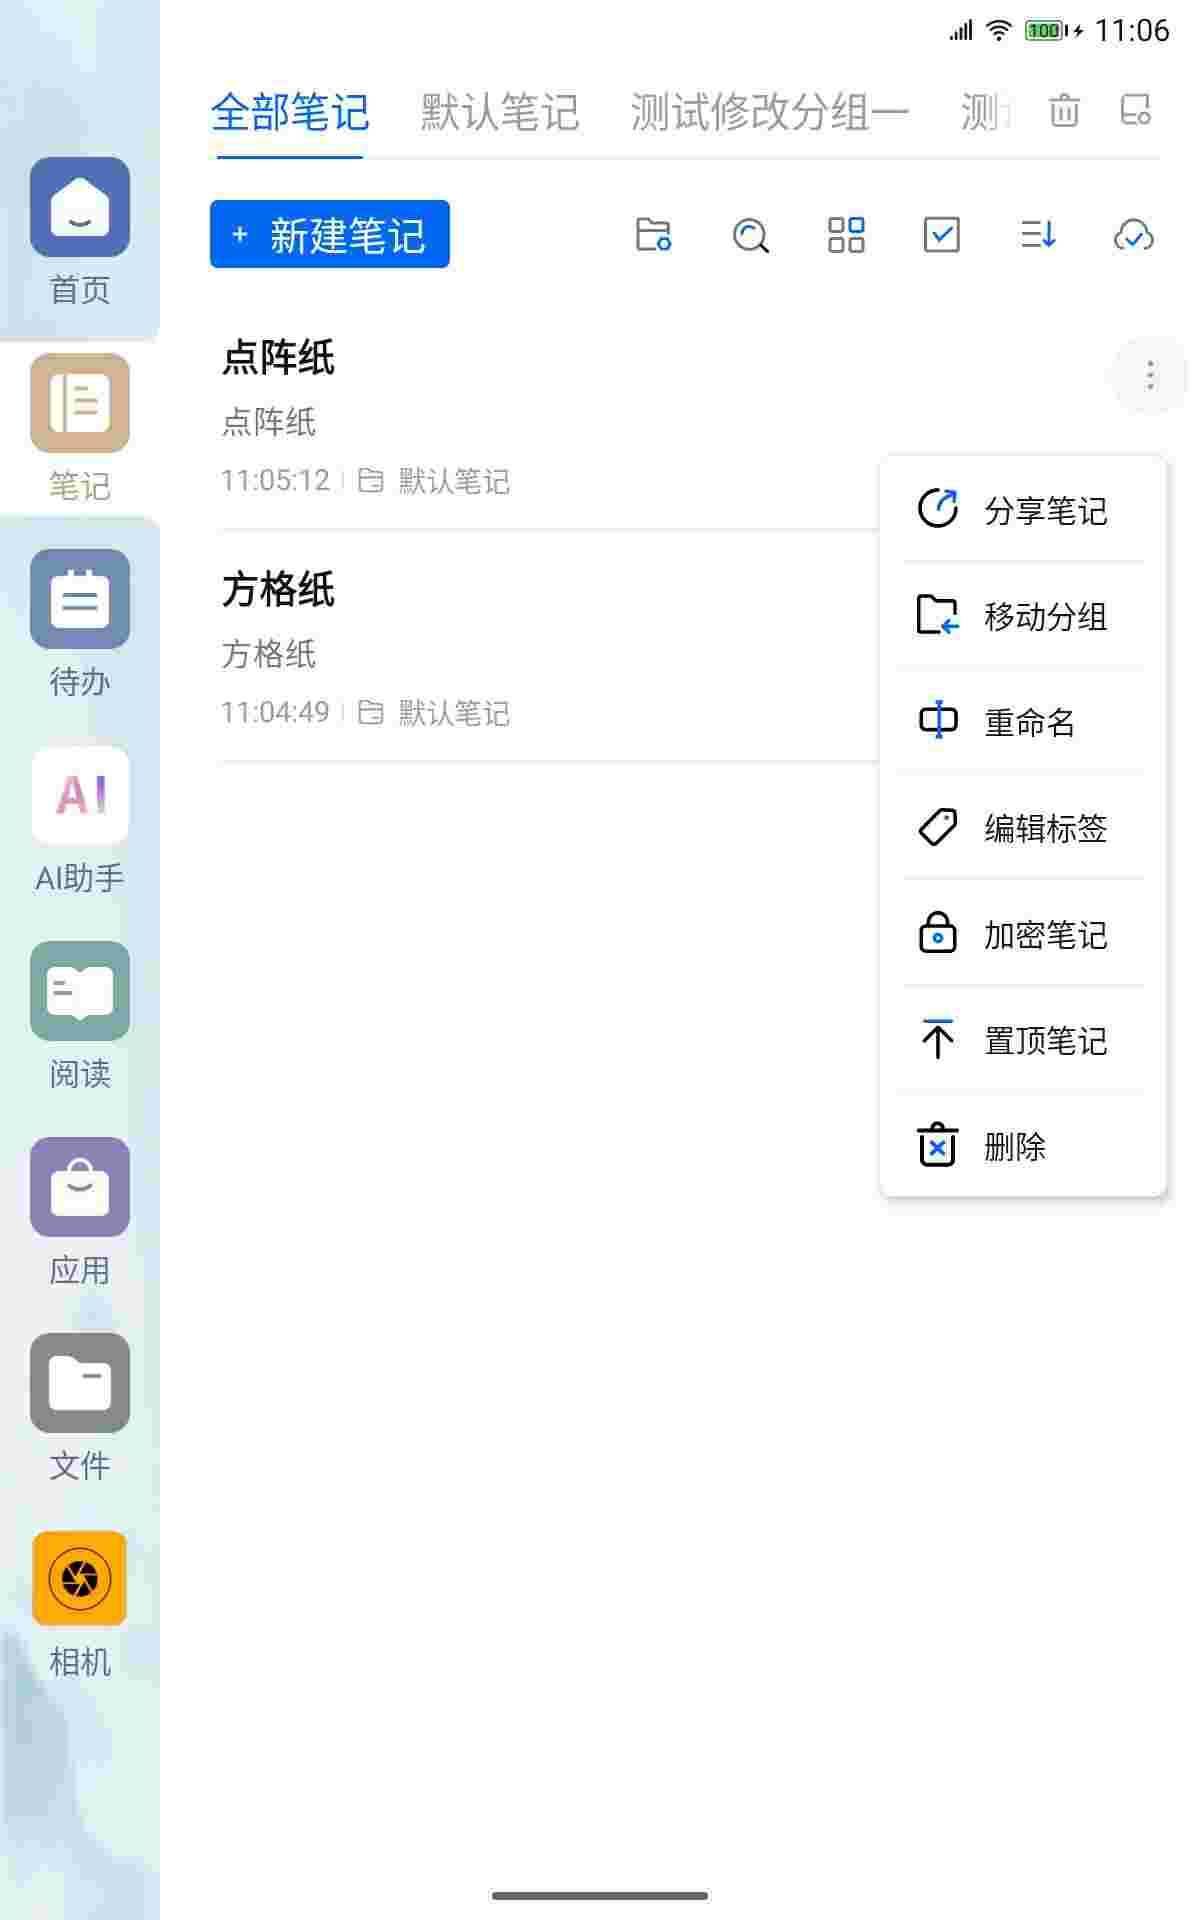 100 11:06
全部笔记 默认笔记 测试修改分组一 测
+ 新建笔记
首页
笔记
待办
AI
AI助手
阅读
应用
文件
相机
点阵纸
点阵纸
11:05:12 默认笔记
方格纸
方格纸
11:04:49 默认笔记
分享笔记
移动分组
重命名
编辑标签
加密笔记
置顶笔记
删除